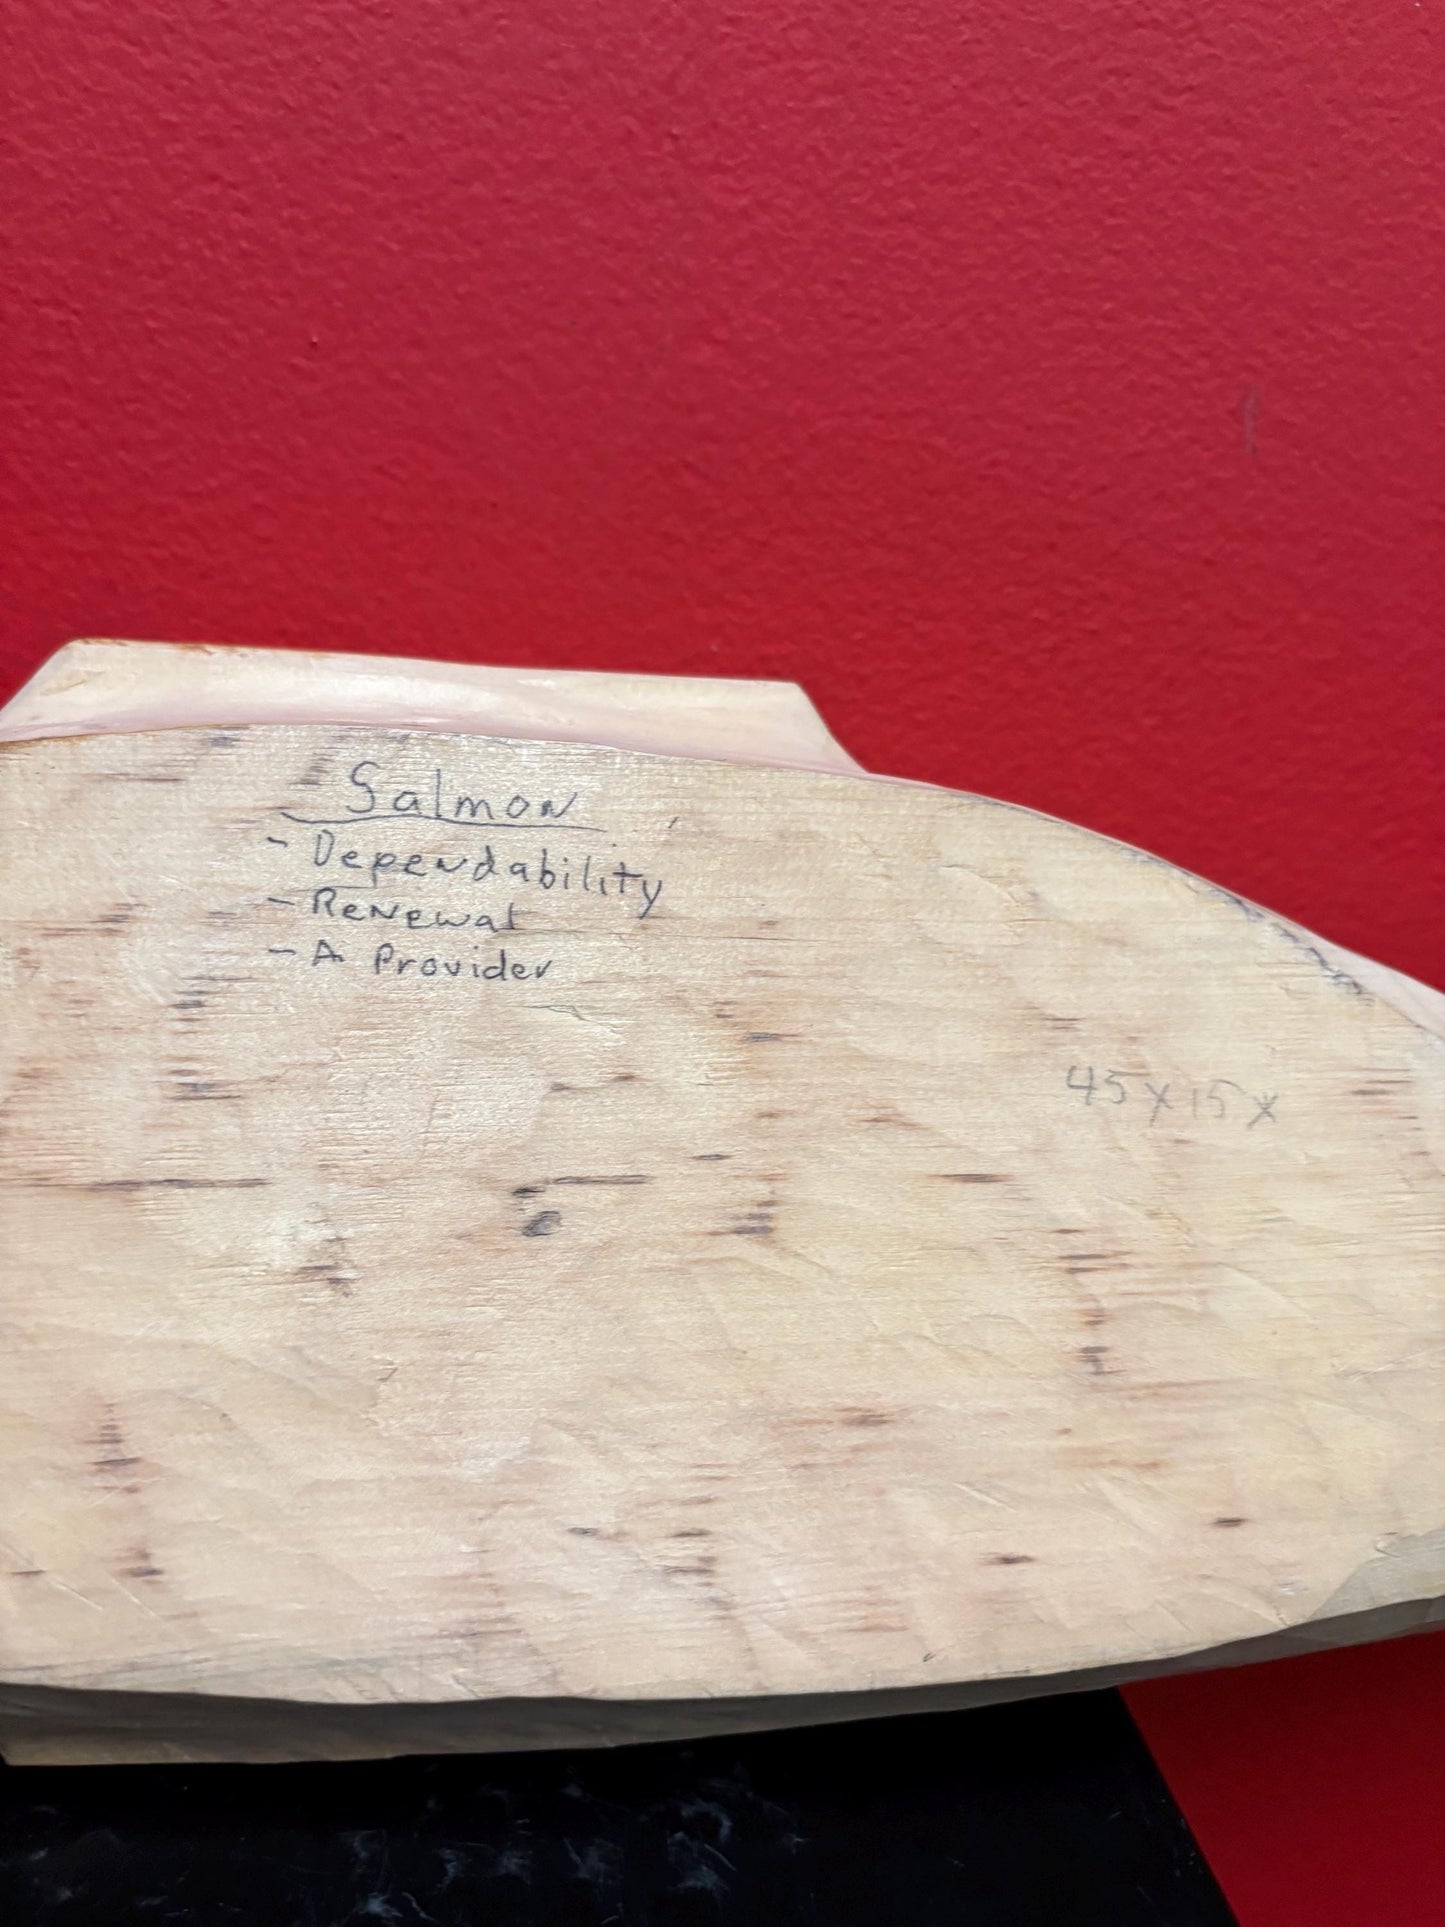 Salmon
- Dependability
- Renewal
- A Provider
45 x 15 x